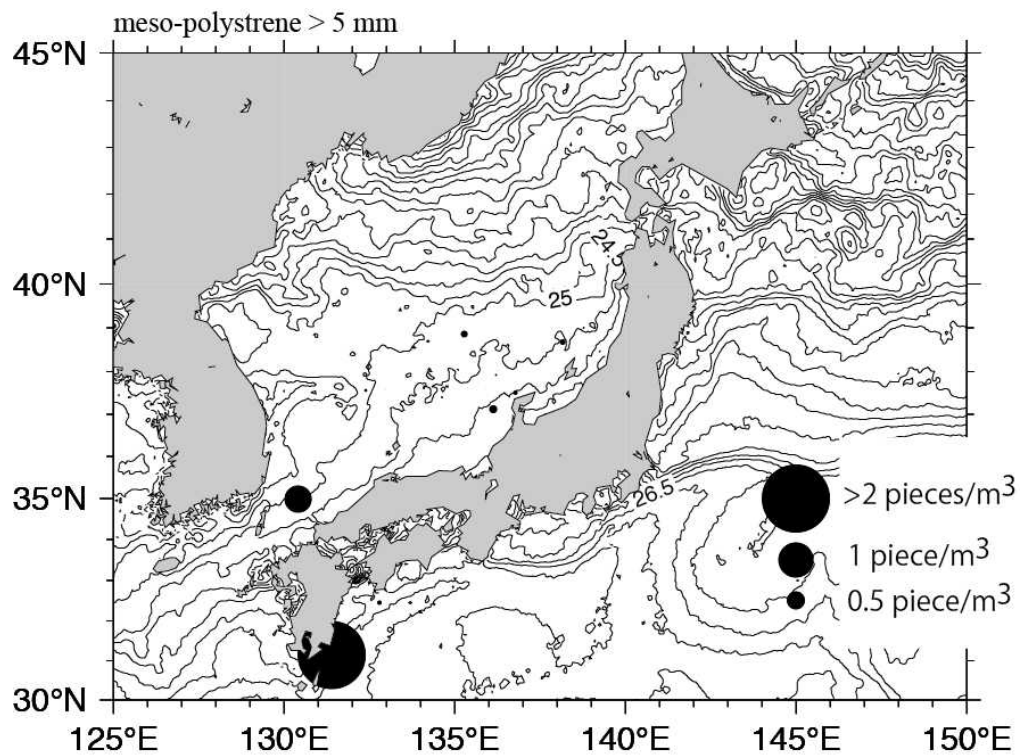 meso-polystrene > 5 mm
45°N
40°N
35°N
30°N
24.5
25
26.5
>2 pieces/m³
1 piece/m³
0.5 piece/m³
125°E 130°E 135°E 140°E 145°E 150°E